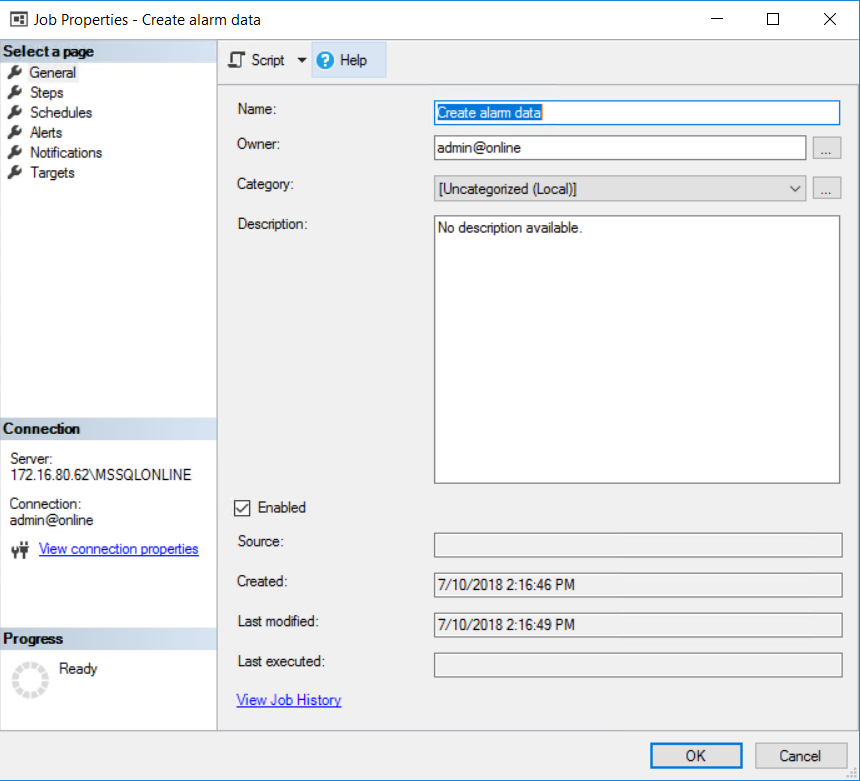 Job Properties - Create alarm data
Select a page
General
Steps
Schedules
Alerts
Notifications
Targets
Connection
Server:
172.16.80.62\MSSQLONLINE
Connection:
admin@online
View connection properties
Progress
Ready
Script
Help
Name:
Create alarm data
Owner:
admin@online
...
Category:
[Uncategorized (Local)]
...
Description:
No description available.
Enabled
Source:
Created:
7/10/2018 2:16:46 PM
Last modified:
7/10/2018 2:16:49 PM
Last executed:
View Job History
OK
Cancel